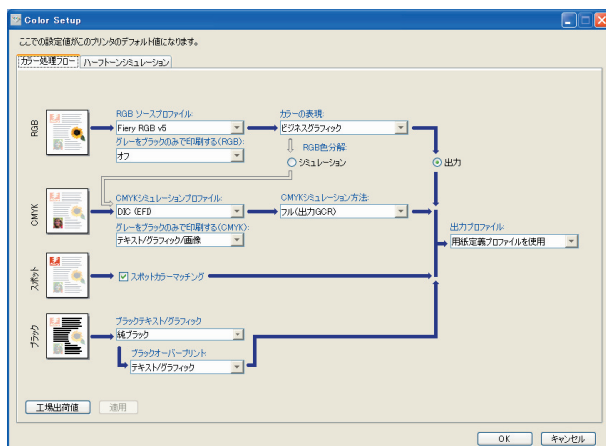 Color Setup
ここでの設定値がこのプリンタのデフォルト値になります。
カラー処理フロー ハーフトーンシミュレーション
RGB
RGB ソースプロファイル:
Fiery RGB v5
グレーをブラックのみで印刷する(RGB):
オフ
カラーの表現:
ビジネスグラフィック
RGB色分解:
シミュレーション
出力
CMYK
CMYKシミュレーションプロファイル:
DIC (EFI)
グレーをブラックのみで印刷する(CMYK):
テキスト/グラフィック/画像
CMYKシミュレーション方法:
フル(出力GCR)
出力プロファイル:
用紙定義プロファイルを使用
スポット
スポットカラーマッチング
ブラック
ブラックテキスト/グラフィック
純ブラック
ブラックオーバープリント:
テキスト/グラフィック
工場出荷値 適用
OK キャンセル